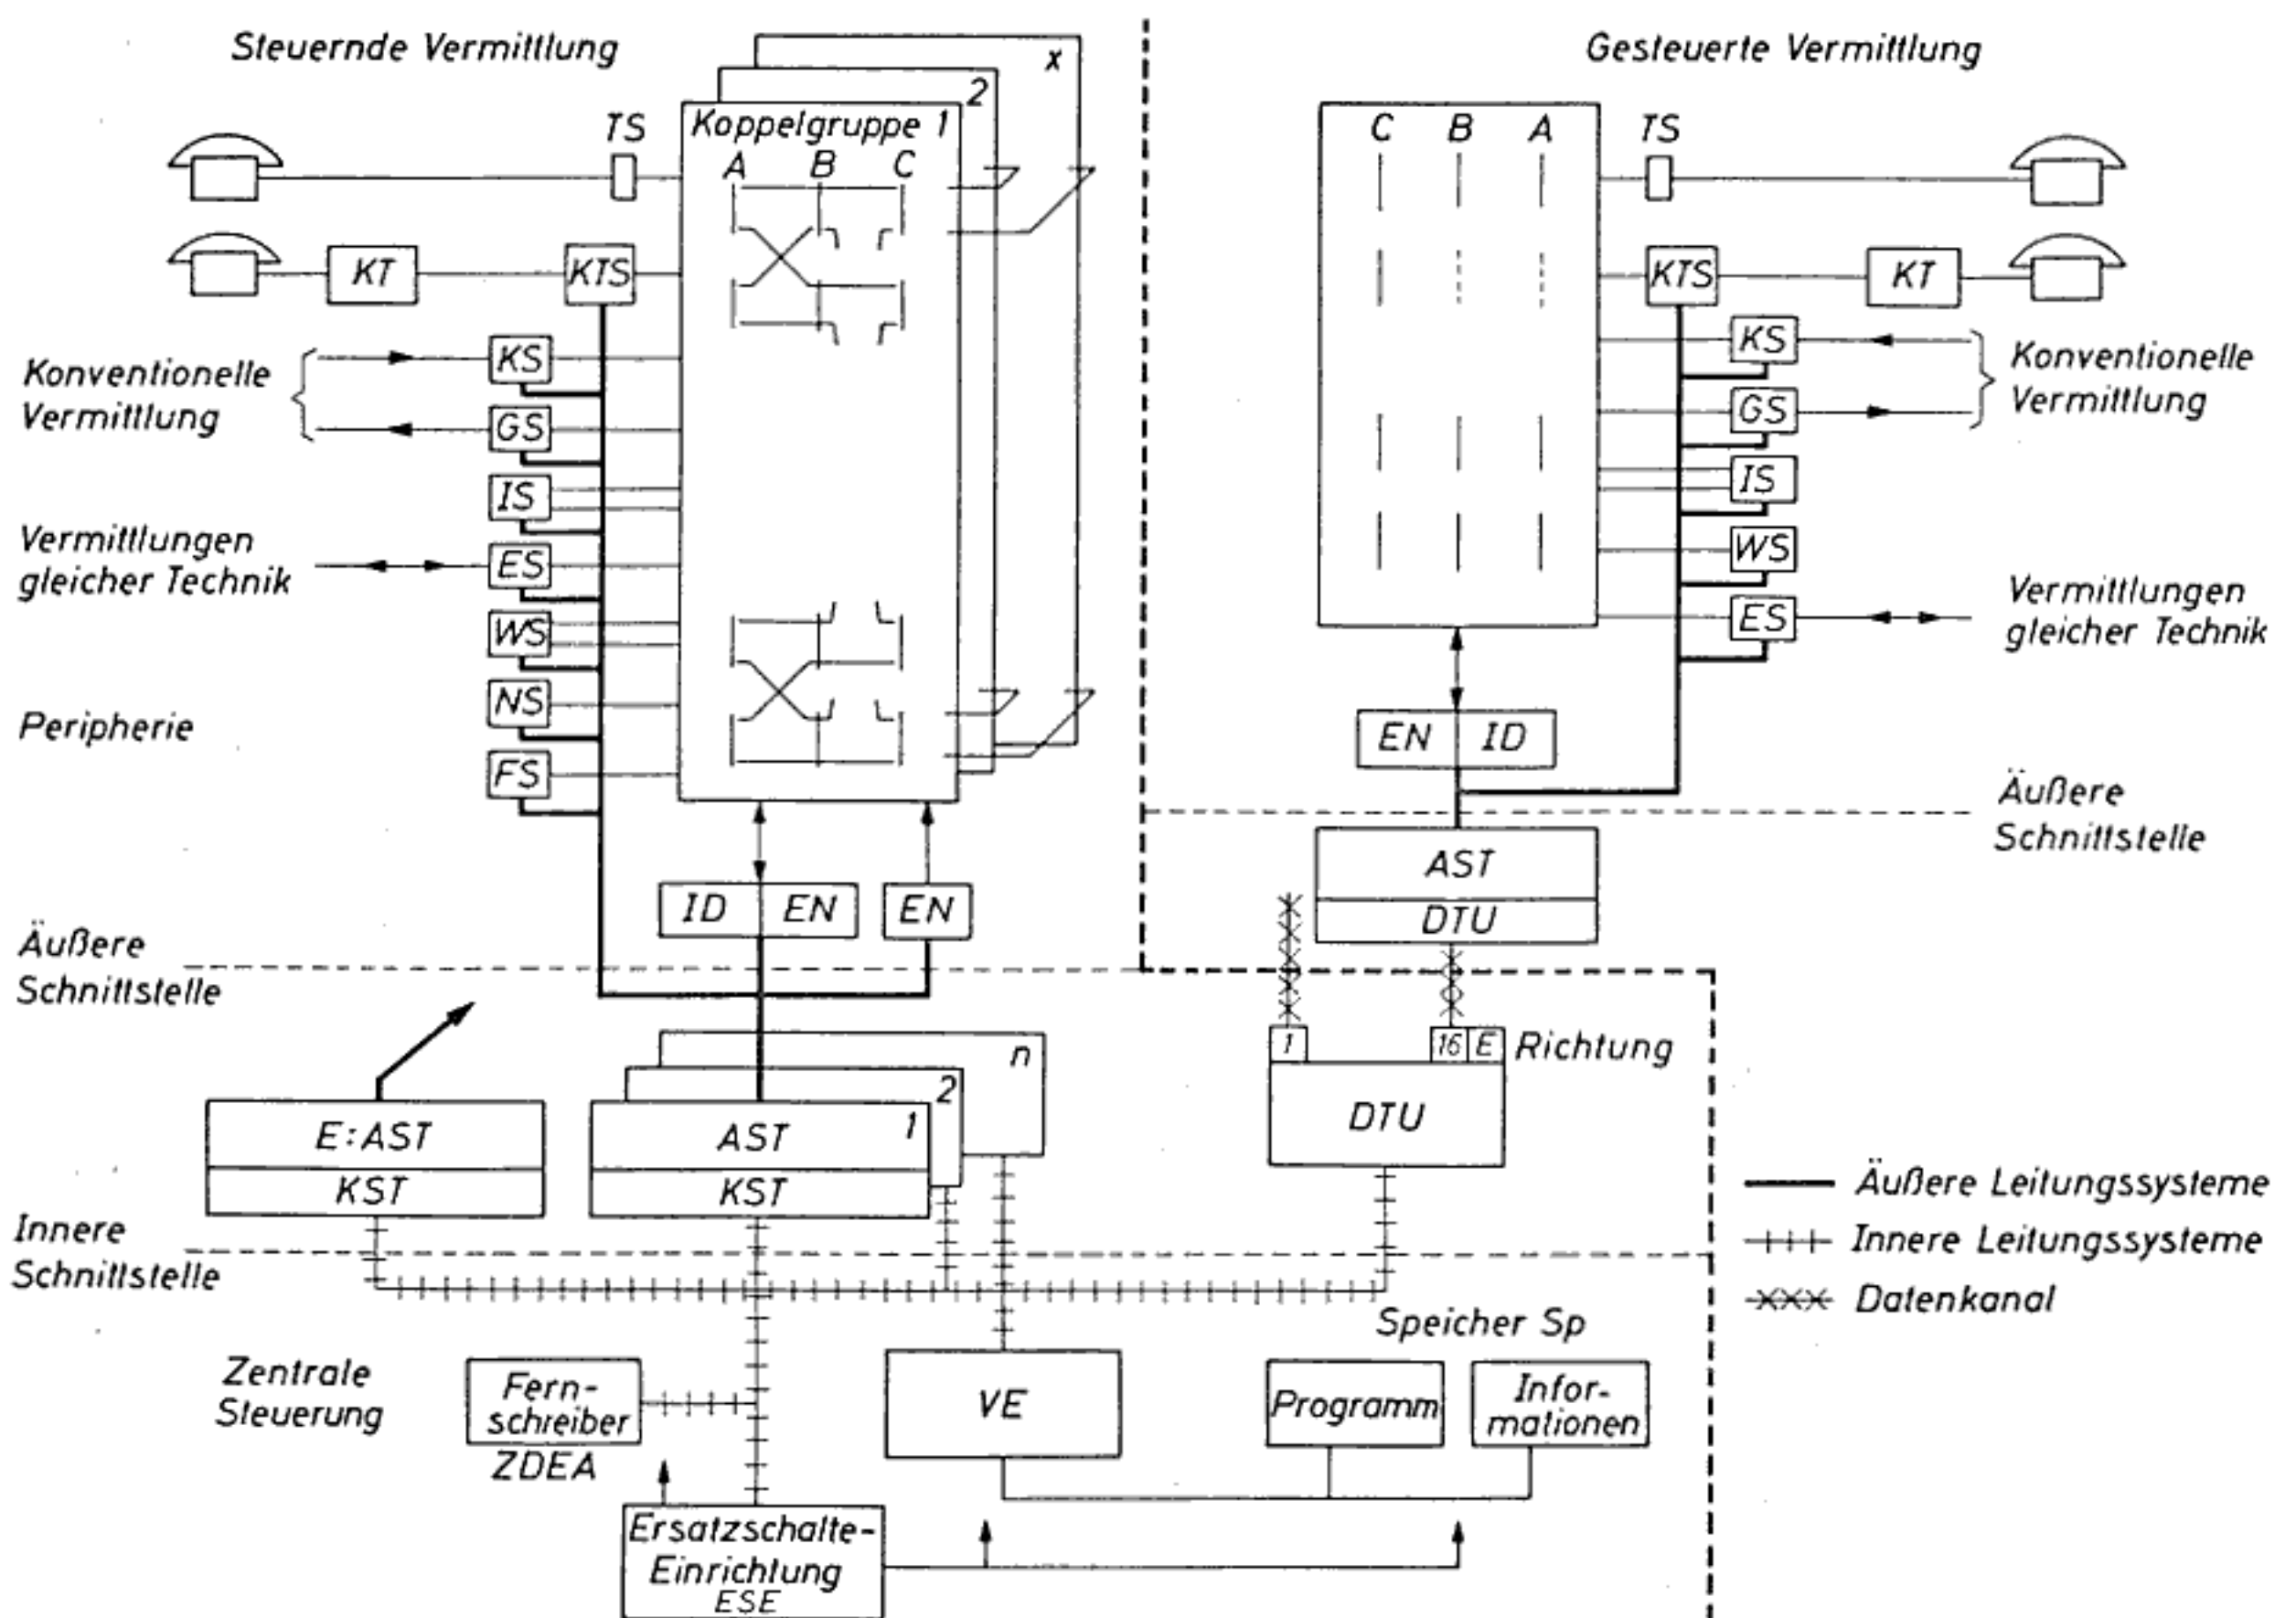 Steuernde Vermittlung
Gesteuerte Vermittlung
x
2
Koppelgruppe 1
A B C
TS
KT
KTS
Konventionelle
Vermittlung
KS
GS
IS
Vermittlungen
gleicher Technik
ES
WS
NS
Peripherie
FS
ID EN
EN
Äußere
Schnittstelle
C B A
TS
KTS
KT
KS
Konventionelle
Vermittlung
GS
IS
WS
Vermittlungen
gleicher Technik
ES
EN ID
Äußere
Schnittstelle
AST
DTU
n
2
1
E:AST
KST
AST
KST
1
16 E Richtung
DTU
Innere
Schnittstelle
Äußere Leitungssysteme
Innere Leitungssysteme
Datenkanal
Zentrale
Steuerung
Fern-
schreiber
ZDEA
VE
Speicher Sp
Programm
Infor-
mationen
Ersatzschalte-
Einrichtung
ESE